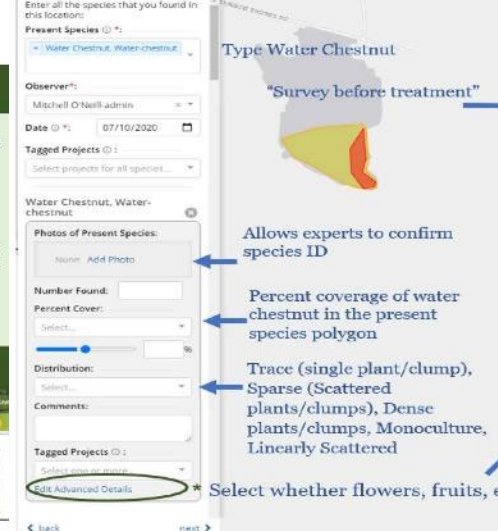 Enter all the species that you found in
this location:
Present Species ⓘ *:
× Water Chestnut, Water-chestnut
Observer*:
Mitchell O'Neill-admin
Date ⓘ *: 07/10/2020
Tagged Projects ⓘ :
Select projects for all species...
Water Chestnut, Water-
chestnut
Photos of Present Species:
None Add Photo
Number Found:
Percent Cover:
Select...
%
Distribution:
Select...
Comments:
Tagged Projects ⓘ :
Select one or more...
Edit Advanced Details
< back next >
Type Water Chestnut
"Survey before treatment"
Allows experts to confirm
species ID
Percent coverage of water
chestnut in the present
species polygon
Trace (single plant/clump),
Sparse (Scattered
plants/clumps), Dense
plants/clumps, Monoculture,
Linearly Scattered
* Select whether flowers, fruits, e